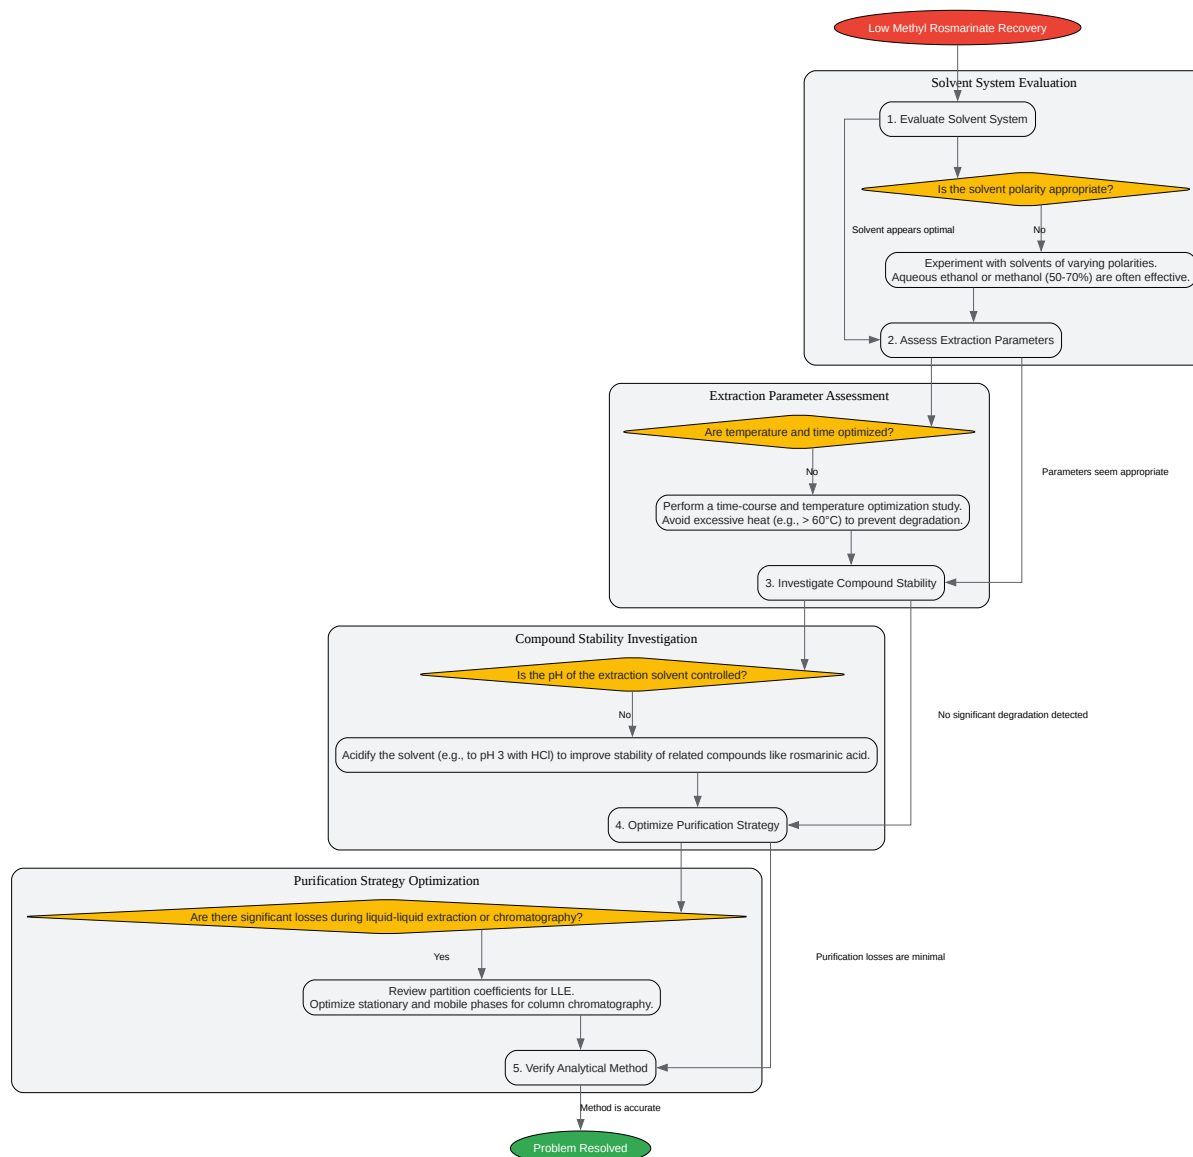 Low Methyl Rosmarinate Recovery
Solvent System Evaluation
1. Evaluate Solvent System
Is the solvent polarity appropriate?
Solvent appears optimal
No
Experiment with solvents of varying polarities.
Aqueous ethanol or methanol (50-70%) are often effective.
2. Assess Extraction Parameters
Extraction Parameter Assessment
Are temperature and time optimized?
No
Parameters seem appropriate
Perform a time-course and temperature optimization study.
Avoid excessive heat (e.g., > 60°C) to prevent degradation.
3. Investigate Compound Stability
Compound Stability Investigation
Is the pH of the extraction solvent controlled?
No
No significant degradation detected
Acidify the solvent (e.g., to pH 3 with HCl) to improve stability of related compounds like rosmarinic acid.
4. Optimize Purification Strategy
Purification Strategy Optimization
Are there significant losses during liquid-liquid extraction or chromatography?
Yes
Purification losses are minimal
Review partition coefficients for LLE.
Optimize stationary and mobile phases for column chromatography.
5. Verify Analytical Method
Method is accurate
Problem Resolved